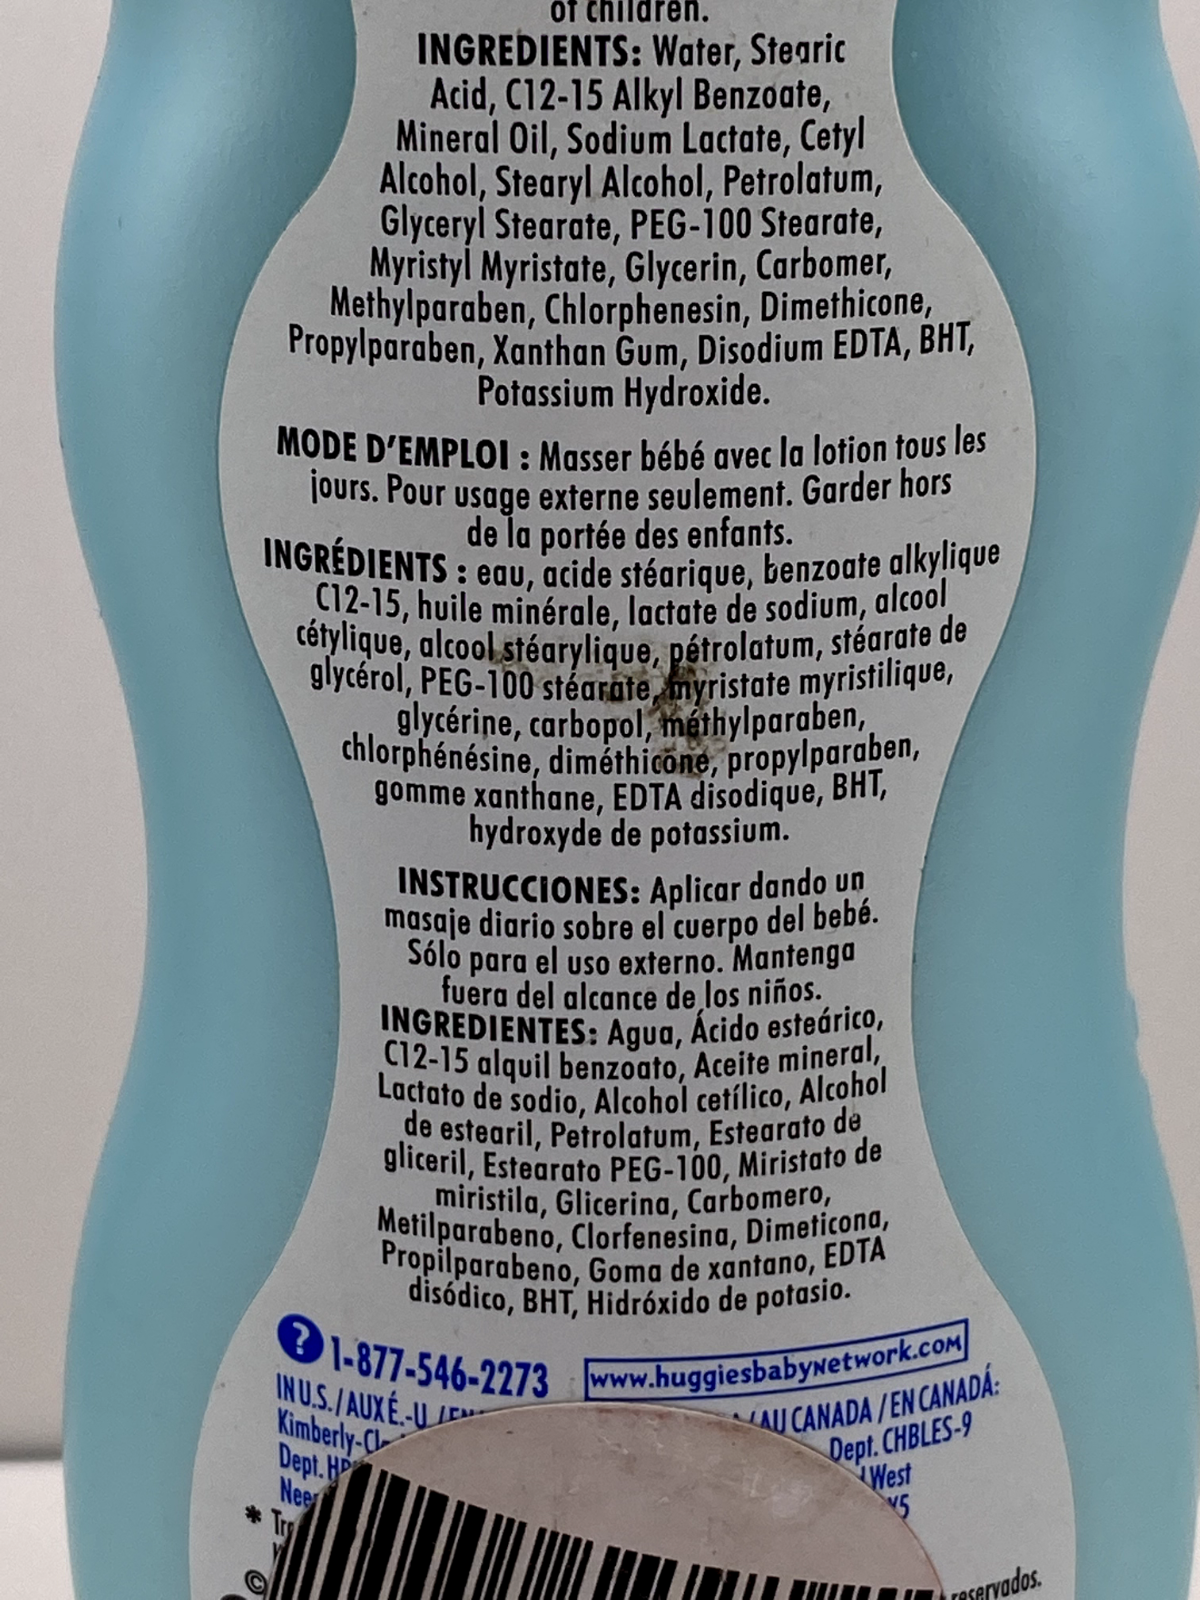 of children.
INGREDIENTS: Water, Stearic
Acid, C12-15 Alkyl Benzoate,
Mineral Oil, Sodium Lactate, Cetyl
Alcohol, Stearyl Alcohol, Petrolatum,
Glyceryl Stearate, PEG-100 Stearate,
Myristyl Myristate, Glycerin, Carbomer,
Methylparaben, Chlorphenesin, Dimethicone,
Propylparaben, Xanthan Gum, Disodium EDTA, BHT,
Potassium Hydroxide.
MODE D'EMPLOI : Masser bébé avec la lotion tous les
jours. Pour usage externe seulement. Garder hors
de la portée des enfants.
INGRÉDIENTS : eau, acide stéarique, benzoate alkylique
C12-15, huile minérale, lactate de sodium, alcool
cétylique, alcool stéarylique, pétrolatum, stéarate de
glycérol, PEG-100 stéarate, myristate myristilique,
glycérine, carbopol, méthylparaben,
chlorphénésine, diméthicone, propylparaben,
gomme xanthane, EDTA disodique, BHT,
hydroxyde de potassium.
INSTRUCCIONES: Aplicar dando un
masaje diario sobre el cuerpo del bebé.
Sólo para el uso externo. Mantenga
fuera del alcance de los niños.
INGREDIENTES: Agua, Ácido esteárico,
C12-15 alquil benzoato, Aceite mineral,
Lactato de sodio, Alcohol cetílico, Alcohol
de estearil, Petrolatum, Estearato de
gliceril, Estearato PEG-100, Miristato de
miristila, Glicerina, Carbomero,
Metilparabeno, Clorfenesina, Dimeticona,
Propilparabeno, Goma de xantano, EDTA
disódico, BHT, Hidróxido de potasio.
? 1-877-546-2273 www.huggiesbabyNetwork.com
IN U.S./AUX É.-U. /AU CANADA / EN CANADÁ:
Dept. CHBLES-9
Dept. West
*
©
reservados.